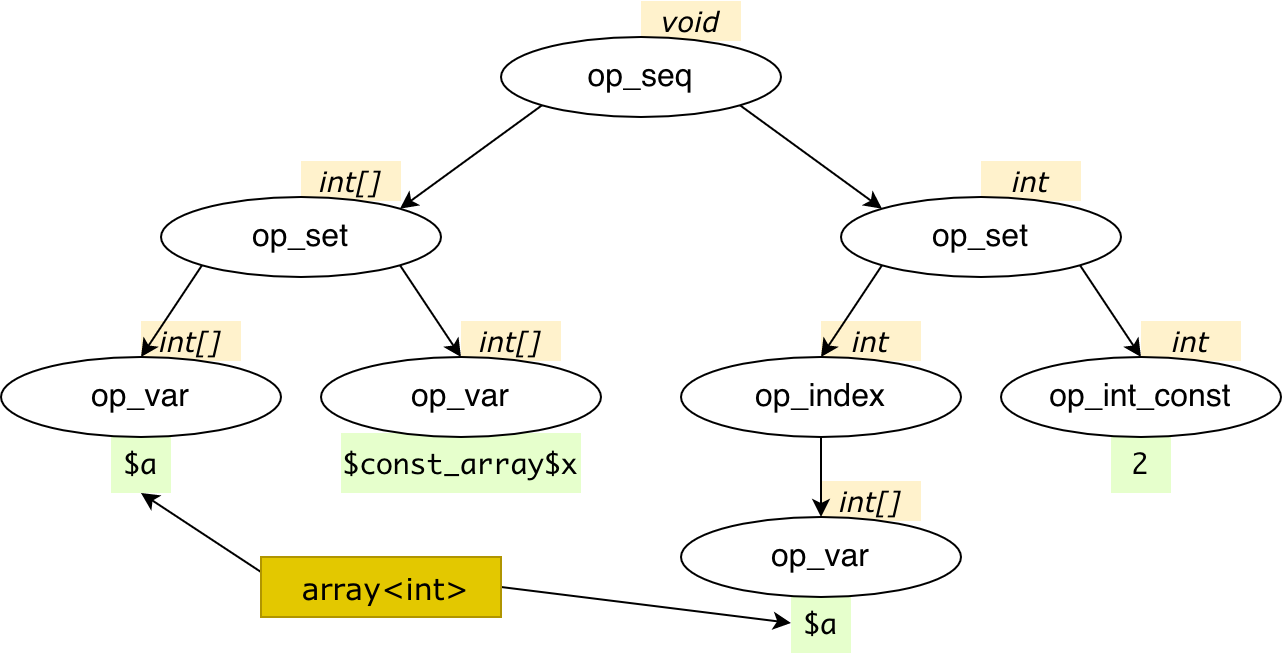 void
op_seq
int[]
op_set
int
op_set
int[]
op_var
int[]
op_var
int
op_index
int
op_int_const
$a
$const_array$x
2
int[]
op_var
array<int>
$a